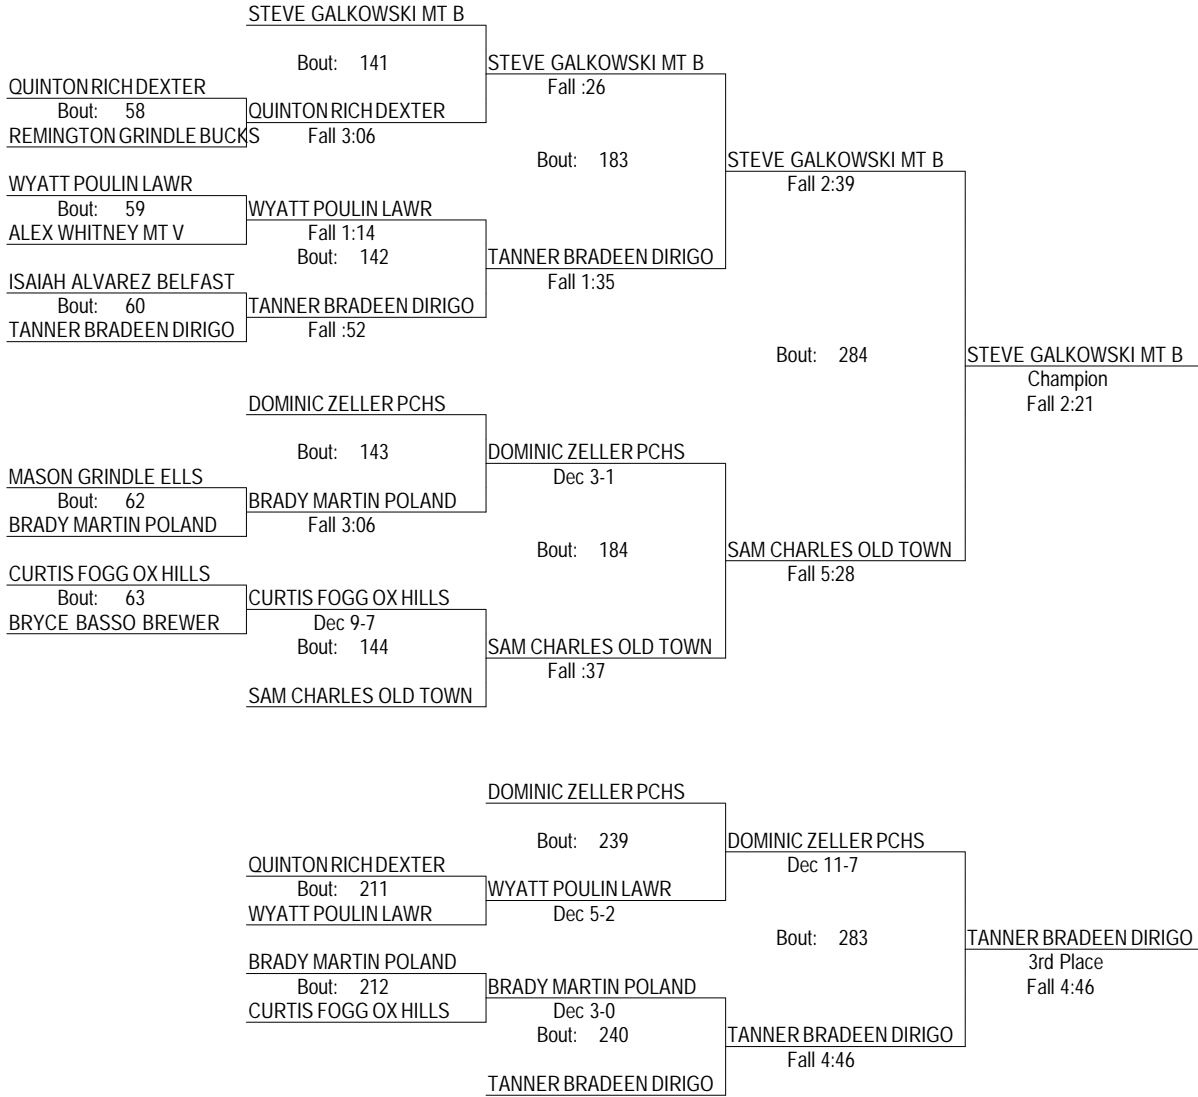 STEVE GALKOWSKI MT B
Bout: 141
STEVE GALKOWSKI MT B
Fall :26
QUINTON RICH DEXTER
Bout: 58
QUINTON RICH DEXTER
REMINGTON GRINDLE BUCKS
Fall 3:06
Bout: 183
STEVE GALKOWSKI MT B
Fall 2:39
WYATT POULIN LAWR
Bout: 59
WYATT POULIN LAWR
ALEX WHITNEY MT V
Fall 1:14
Bout: 142
TANNER BRADEEN DIRIGO
Fall 1:35
ISAIAH ALVAREZ BELFAST
Bout: 60
TANNER BRADEEN DIRIGO
TANNER BRADEEN DIRIGO
Fall :52
Bout: 284
STEVE GALKOWSKI MT B
Champion
Fall 2:21
DOMINIC ZELLER PCHS
Bout: 143
DOMINIC ZELLER PCHS
Dec 3-1
MASON GRINDLE ELLS
Bout: 62
BRADY MARTIN POLAND
BRADY MARTIN POLAND
Fall 3:06
Bout: 184
SAM CHARLES OLD TOWN
Fall 5:28
CURTIS FOGG OX HILLS
Bout: 63
CURTIS FOGG OX HILLS
BRYCE BASSO BREWER
Dec 9-7
Bout: 144
SAM CHARLES OLD TOWN
Fall :37
SAM CHARLES OLD TOWN
DOMINIC ZELLER PCHS
Bout: 239
DOMINIC ZELLER PCHS
Dec 11-7
QUINTON RICH DEXTER
Bout: 211
WYATT POULIN LAWR
WYATT POULIN LAWR
Dec 5-2
Bout: 283
TANNER BRADEEN DIRIGO
3rd Place
Fall 4:46
BRADY MARTIN POLAND
Bout: 212
BRADY MARTIN POLAND
CURTIS FOGG OX HILLS
Dec 3-0
Bout: 240
TANNER BRADEEN DIRIGO
Fall 4:46
TANNER BRADEEN DIRIGO